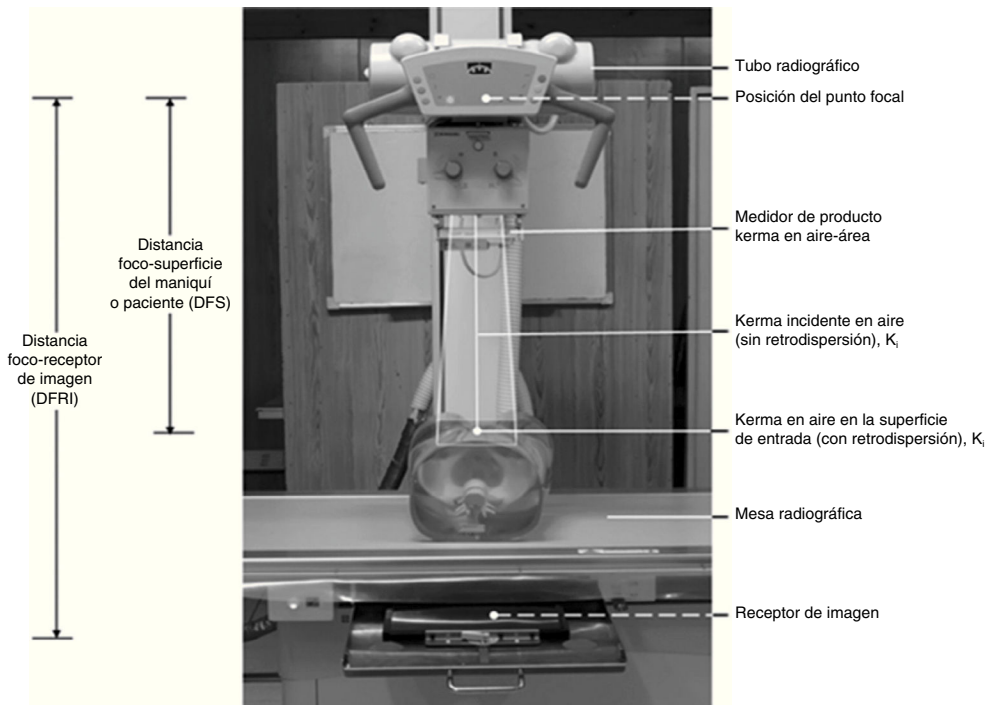 Tubo radiográfico
Posición del punto focal
Medidor de producto
kerma en aire-área
Distancia
foco-superficie
del maniquí
o paciente (DFS)
Distancia
foco-receptor
de imagen
(DFRI)
Kerma incidente en aire
(sin retrodispersión), Ki
Kerma en aire en la superficie
de entrada (con retrodispersión), Ki
Mesa radiográfica
Receptor de imagen